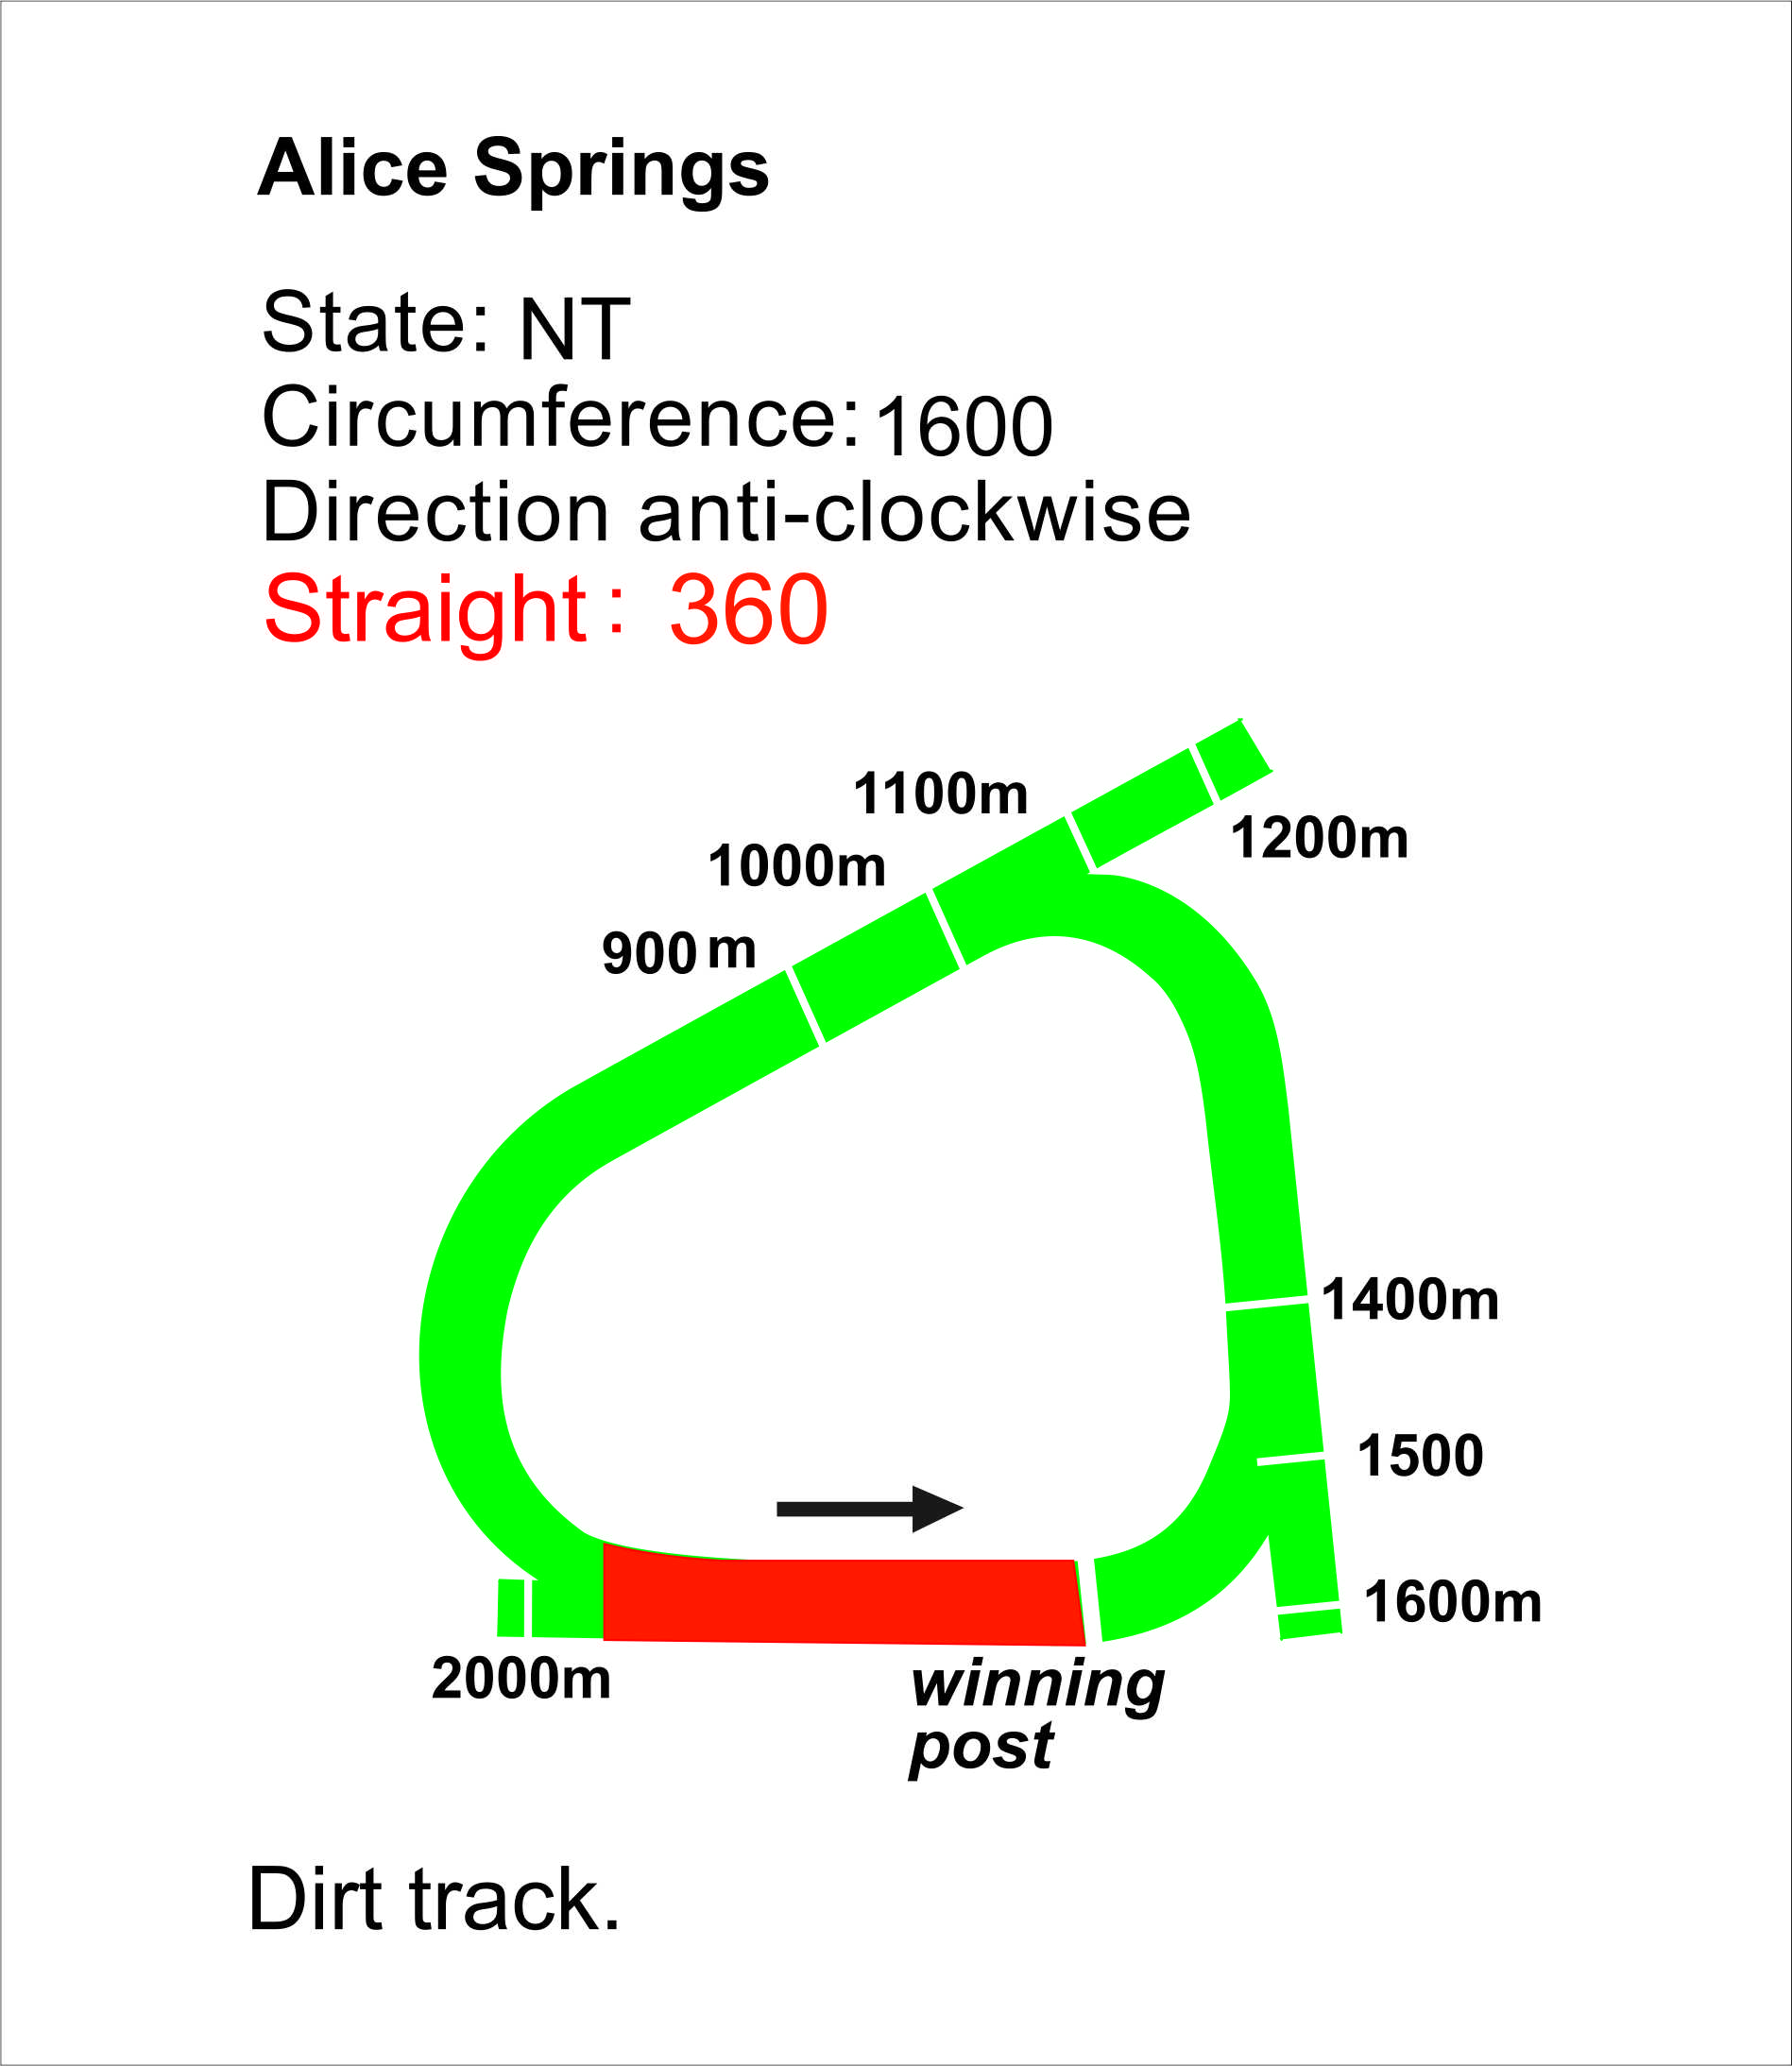 Alice Springs
State: NT
Circumference: 1600
Direction anti-clockwise
Straight : 360
1100m
1200m
1000m
900 m
1400m
1500
1600m
2000m
winning
post
Dirt track.